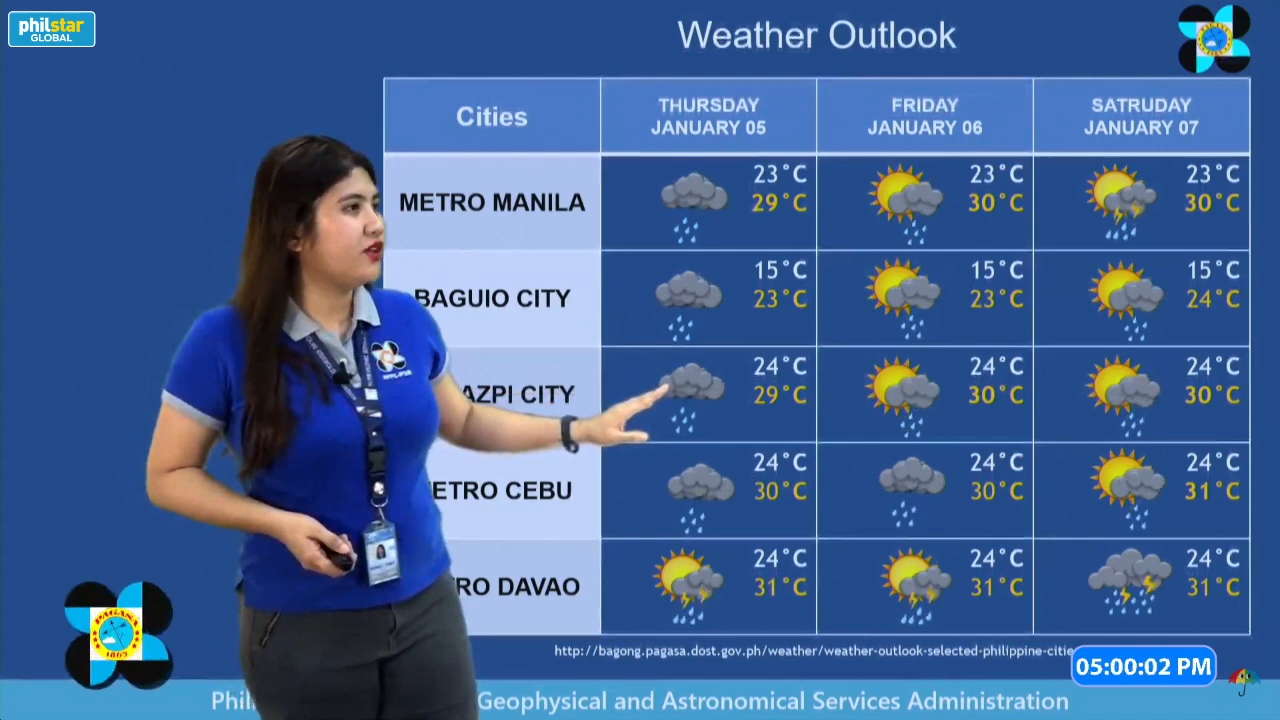 philstar
GLOBAL
Weather Outlook
Cities
THURSDAY
JANUARY 05
FRIDAY
JANUARY 06
SATRUDAY
JANUARY 07
METRO MANILA
23°C
29°C
23°C
30°C
23°C
30°C
BAGUIO CITY
15°C
23°C
15°C
23°C
15°C
24°C
AZPI CITY
24°C
29°C
24°C
30°C
24°C
30°C
ETRO CEBU
24°C
30°C
24°C
30°C
24°C
31°C
RO DAVAO
24°C
31°C
24°C
31°C
24°C
31°C
http://bagong.pagasa.dost.gov.ph/weather/weather-outlook-selected-philippine-citie
05:00:02 PM
PAGASA
1865
Phil Geophysical and Astronomical Services Administration